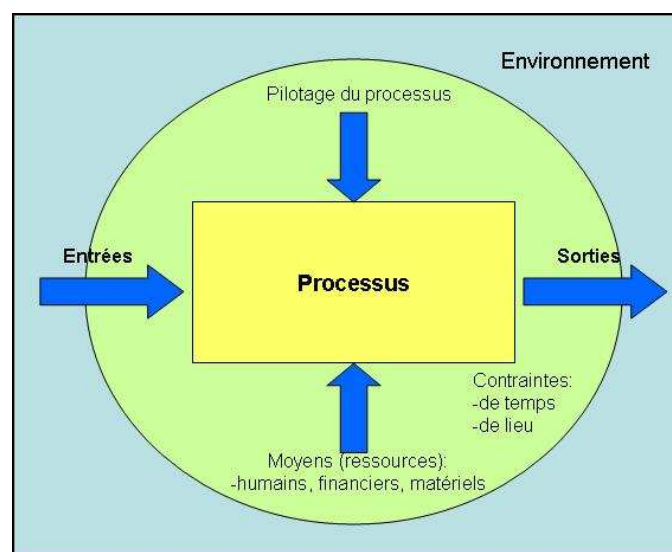 Environnement
Pilotage du processus
Entrées
Processus
Sorties
Contraintes:
-de temps
-de lieu
Moyens (ressources):
-humains, financiers, matériels